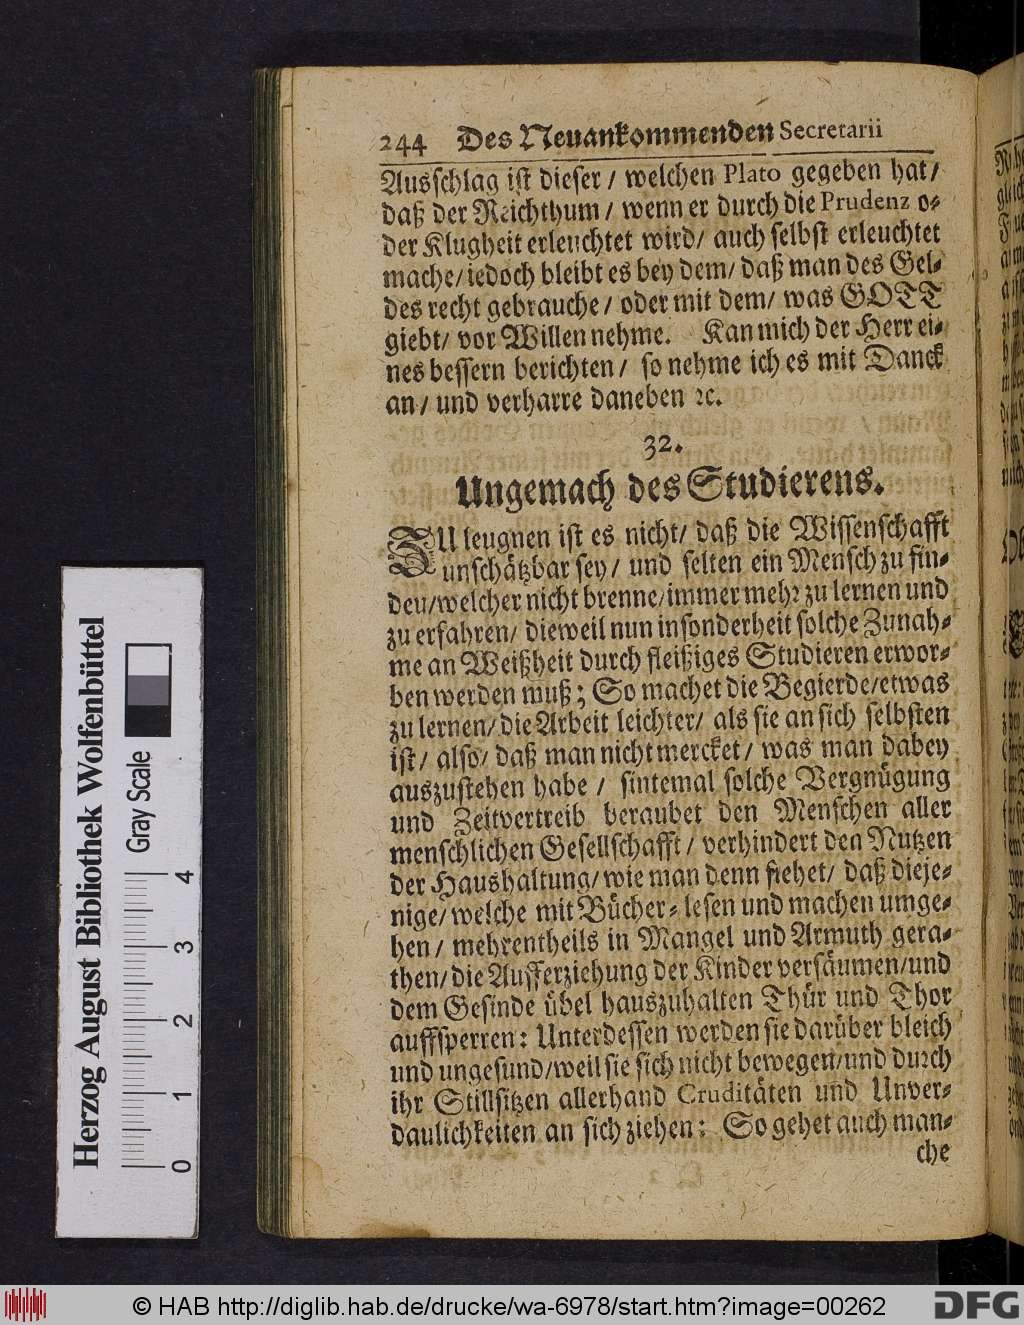 244 Des Neuankommenden Secretarii
Ausschlag ist dieser / welchen Plato gegeben hat /
daß der Reichthum / wenn er durch die Prudenz o-
der Klugheit erleuchtet wird / auch selbst erleuchtet
mache / iedoch bleibt es bey dem / daß man des Gel-
des recht gebrauche / oder mit dem / was GOTT
giebt / vor Willen nehme. Kan mich der Herr ei-
nes bessern berichten / so nehme ich es mit Danck
an / und verharre daneben ꝛc.
32.
Ungemach des Studierens.
ZU leugnen ist es nicht / daß die Wissenschafft
unschätzbar sey / und selten ein Mensch zu fin-
den / welcher nicht brenne / immer mehr zu lernen und
zu erfahren / dieweil nun insonderheit solche Zunah-
me an Weißheit durch fleißiges Studieren erwor-
ben werden muß; So machet die Begierde / etwas
zu lernen / die Arbeit leichter / als sie an sich selbsten
ist / also / daß man nicht mercket / was man dabey
auszustehen habe / sintemal solche Vergnügung
und Zeitvertreib beraubet den Menschen aller
menschlichen Gesellschafft / verhindert den Nutzen
der Haushaltung / wie man denn siehet / daß dieje-
nige / welche mit Bücher-lesen und machen umge-
hen / mehrentheils in Mangel und Armuth gera-
then / die Aufferziehung der Kinder versäumen / und
dem Gesinde übel hauszuhalten Thür und Thor
auffsperren: Unterdessen werden sie darüber bleich
und ungesund / weil sie sich nicht bewegen / und durch
ihr Stillsitzen allerhand Cruditäten und Unver-
daulichkeiten an sich ziehen: So gehet auch man-
che
Herzog August Bibliothek Wolfenbüttel
Gray Scale
0 1 2 3 4
© HAB http://diglib.hab.de/drucke/wa-6978/start.htm?image=00262
DFG